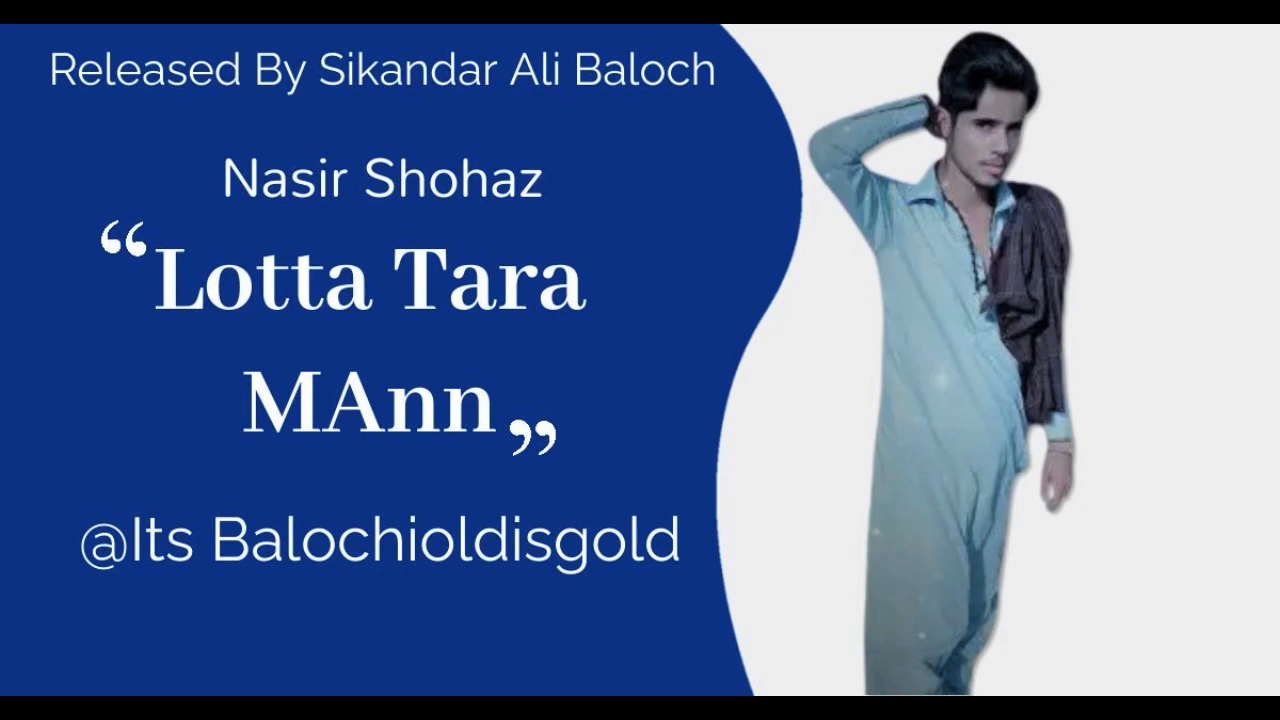 Released By Sikandar Ali Baloch
Nasir Shohaz
“Lotta Tara
MAnn”
@Its Balochioldisgold